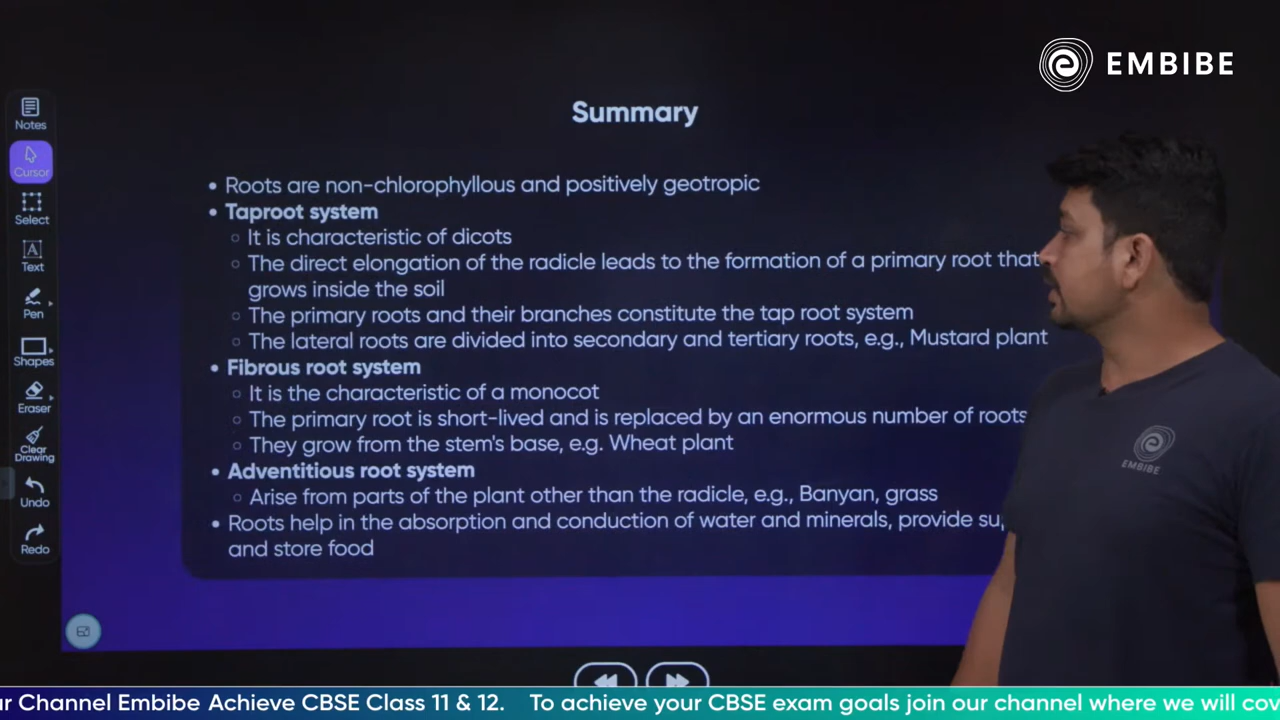 EMBIBE
Summary
Notes
Cursor
Select
Text
Pen
Shapes
Eraser
Clear
Drawing
Undo
Redo
• Roots are non-chlorophyllous and positively geotropic
• Taproot system
○ It is characteristic of dicots
○ The direct elongation of the radicle leads to the formation of a primary root that
grows inside the soil
○ The primary roots and their branches constitute the tap root system
○ The lateral roots are divided into secondary and tertiary roots, e.g., Mustard plant
• Fibrous root system
○ It is the characteristic of a monocot
○ The primary root is short-lived and is replaced by an enormous number of roots
○ They grow from the stem's base, e.g. Wheat plant
• Adventitious root system
○ Arise from parts of the plant other than the radicle, e.g., Banyan, grass
• Roots help in the absorption and conduction of water and minerals, provide
and store food
EMBIBE
Channel Embibe Achieve CBSE Class 11 & 12. To achieve your CBSE exam goals join our channel where we will